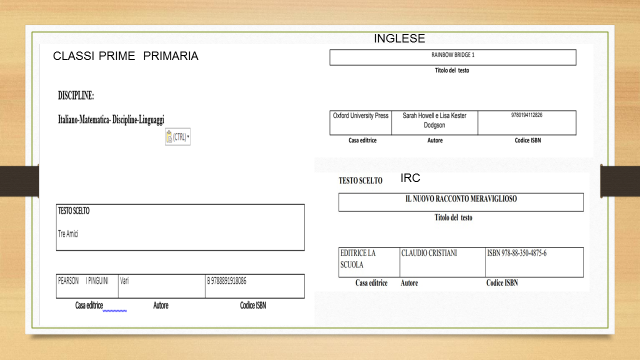 CLASSI PRIME PRIMARIA
DISCIPLINE:
Italiano-Matematica- Discipline-Linguaggi
(CTRL)
TESTO SCELTO
Tre Amici
PEARSON I PINGUINI Vari B 9788891918086
Casa editrice Autore Codice ISBN
INGLESE
RAINBOW BRIDGE 1
Titolo del testo
Oxford University Press Sarah Howell e Lisa Kester 9780194112826
Dodgson
Casa editrice Autore Codice ISBN
TESTO SCELTO IRC
IL NUOVO RACCONTO MERAVIGLIOSO
Titolo del testo
EDITRICE LA CLAUDIO CRISTIANI ISBN 978-88-350-4875-6
SCUOLA
Casa editrice Autore Codice ISBN